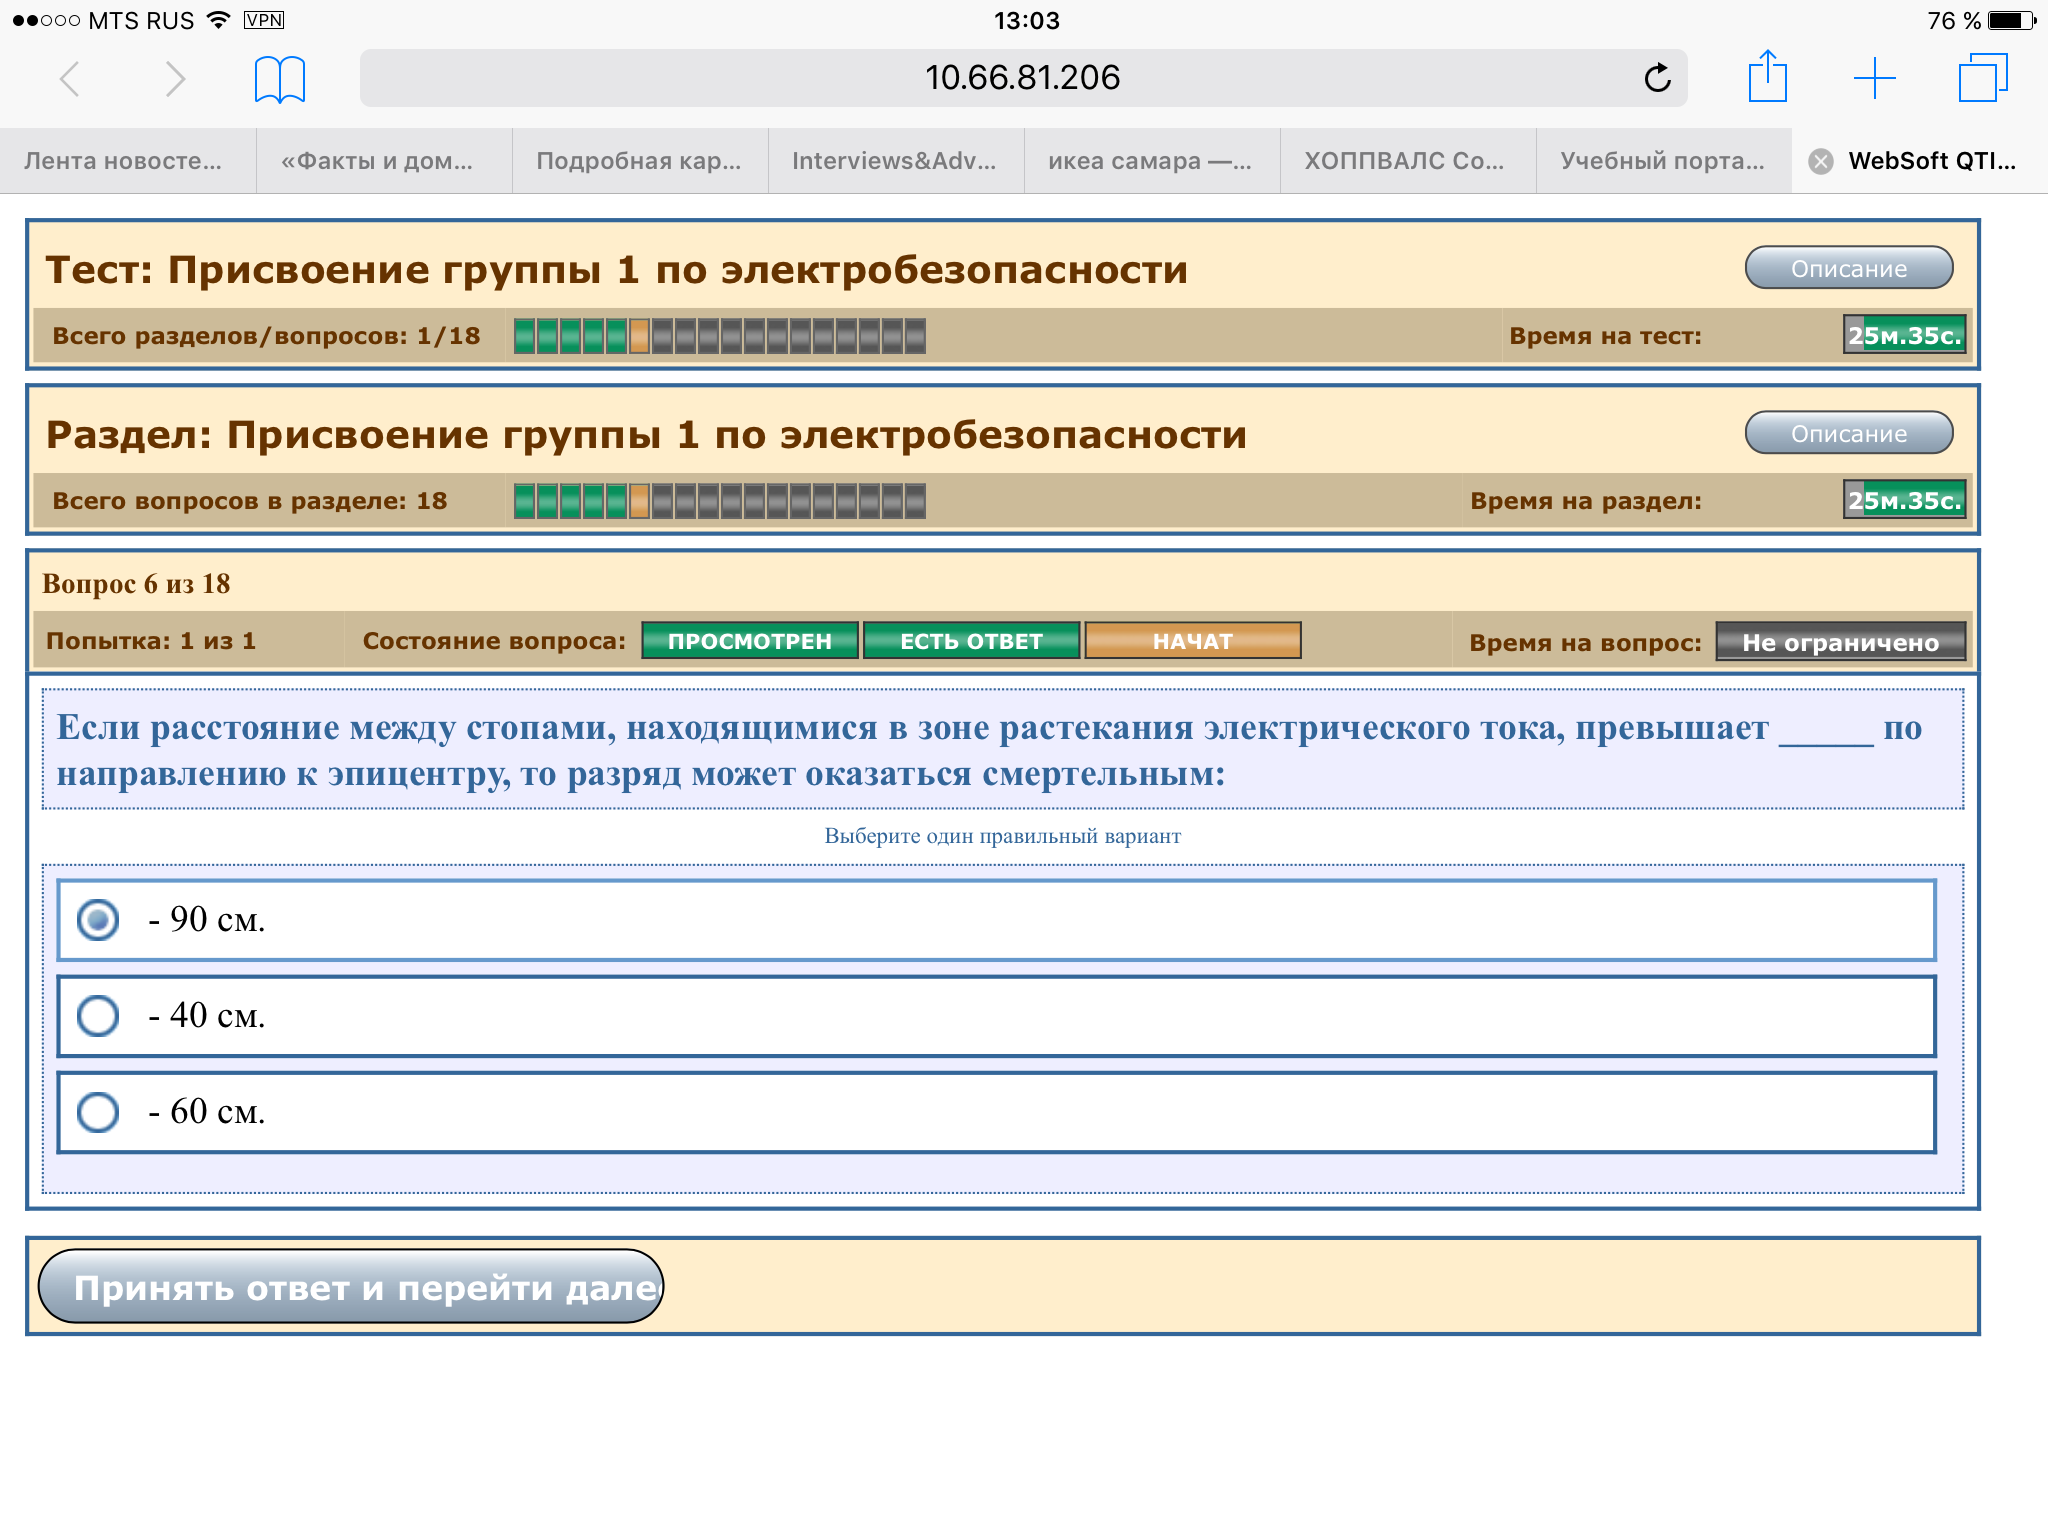 MTS RUS VPN 13:03 76 %
10.66.81.206
Лента новосте... «Факты и дом... Подробная кар... Interviews&Adv... икеа самара —... ХОППВАЛС Со... Учебный порта... WebSoft QTI...
Тест: Присвоение группы 1 по электробезопасности Описание
Всего разделов/вопросов: 1/18 Время на тест: 25м.35с.
Раздел: Присвоение группы 1 по электробезопасности Описание
Всего вопросов в разделе: 18 Время на раздел: 25м.35с.
Вопрос 6 из 18
Попытка: 1 из 1 Состояние вопроса: ПРОСМОТРЕН ЕСТЬ ОТВЕТ НАЧАТ Время на вопрос: Не ограничено
Если расстояние между стопами, находящимися в зоне растекания электрического тока, превышает _____ по
направлению к эпицентру, то разряд может оказаться смертельным:
Выберите один правильный вариант
- 90 см.
- 40 см.
- 60 см.
Принять ответ и перейти дале